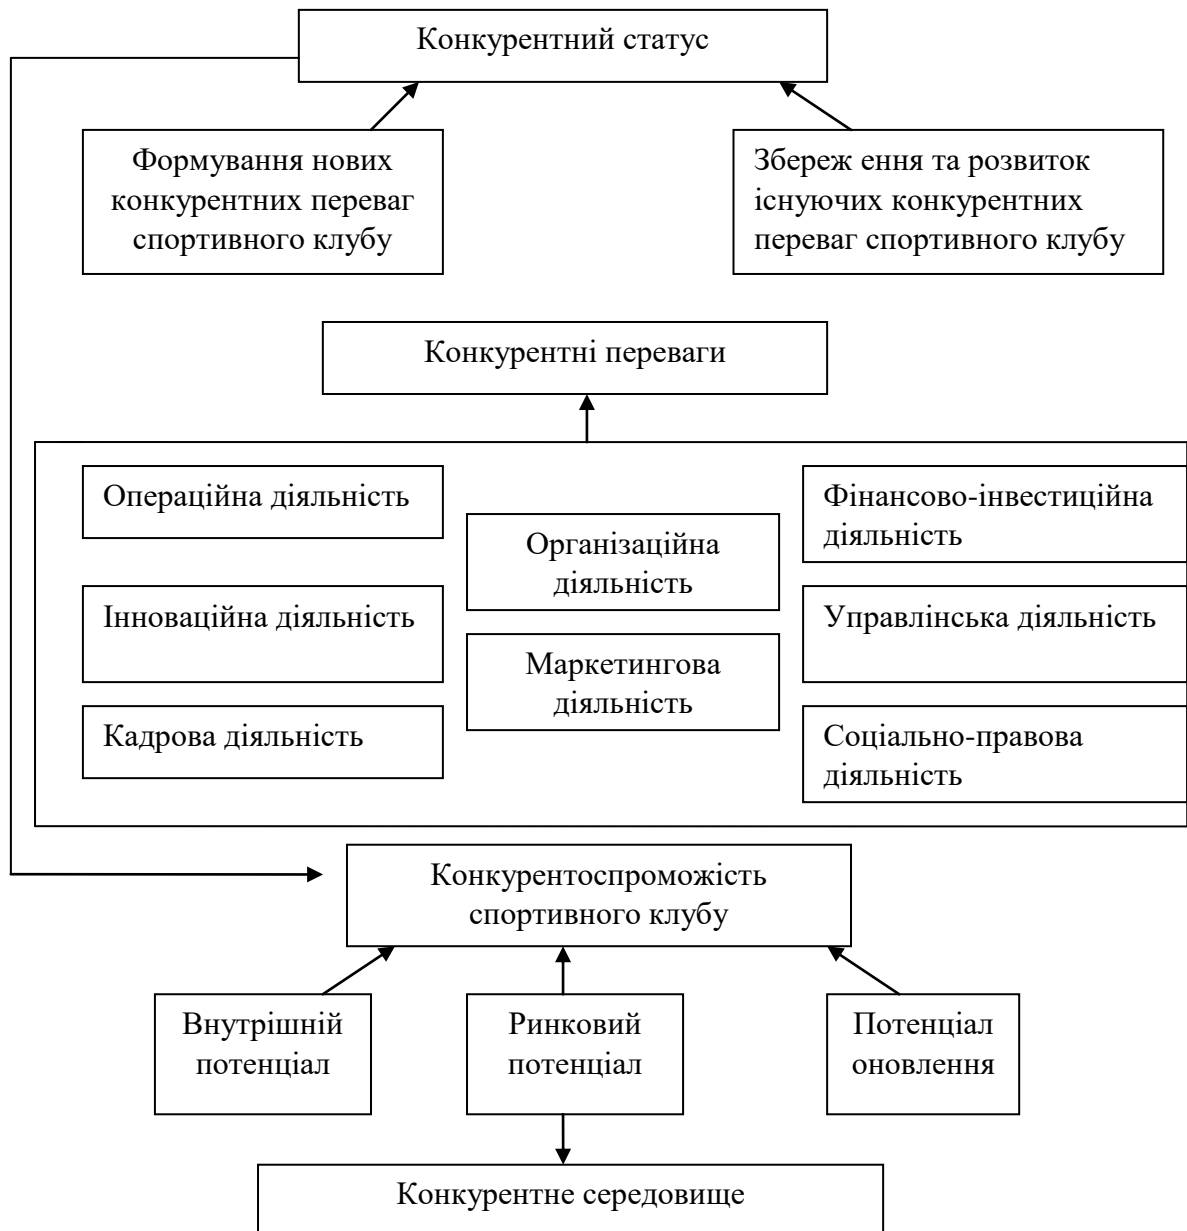 Конкурентний статус
Формування нових
конкурентних переваг
спортивного клубу
Збереж ення та розвиток
існуючих конкурентних
переваг спортивного клубу
Конкурентні переваги
Операційна діяльність
Інноваційна діяльність
Кадрова діяльність
Організаційна
діяльність
Маркетингова
діяльність
Фінансово-інвестиційна
діяльність
Управлінська діяльність
Соціально-правова
діяльність
Конкурентоспроможість
спортивного клубу
Внутрішній
потенціал
Ринковий
потенціал
Потенціал
оновлення
Конкурентне середовище